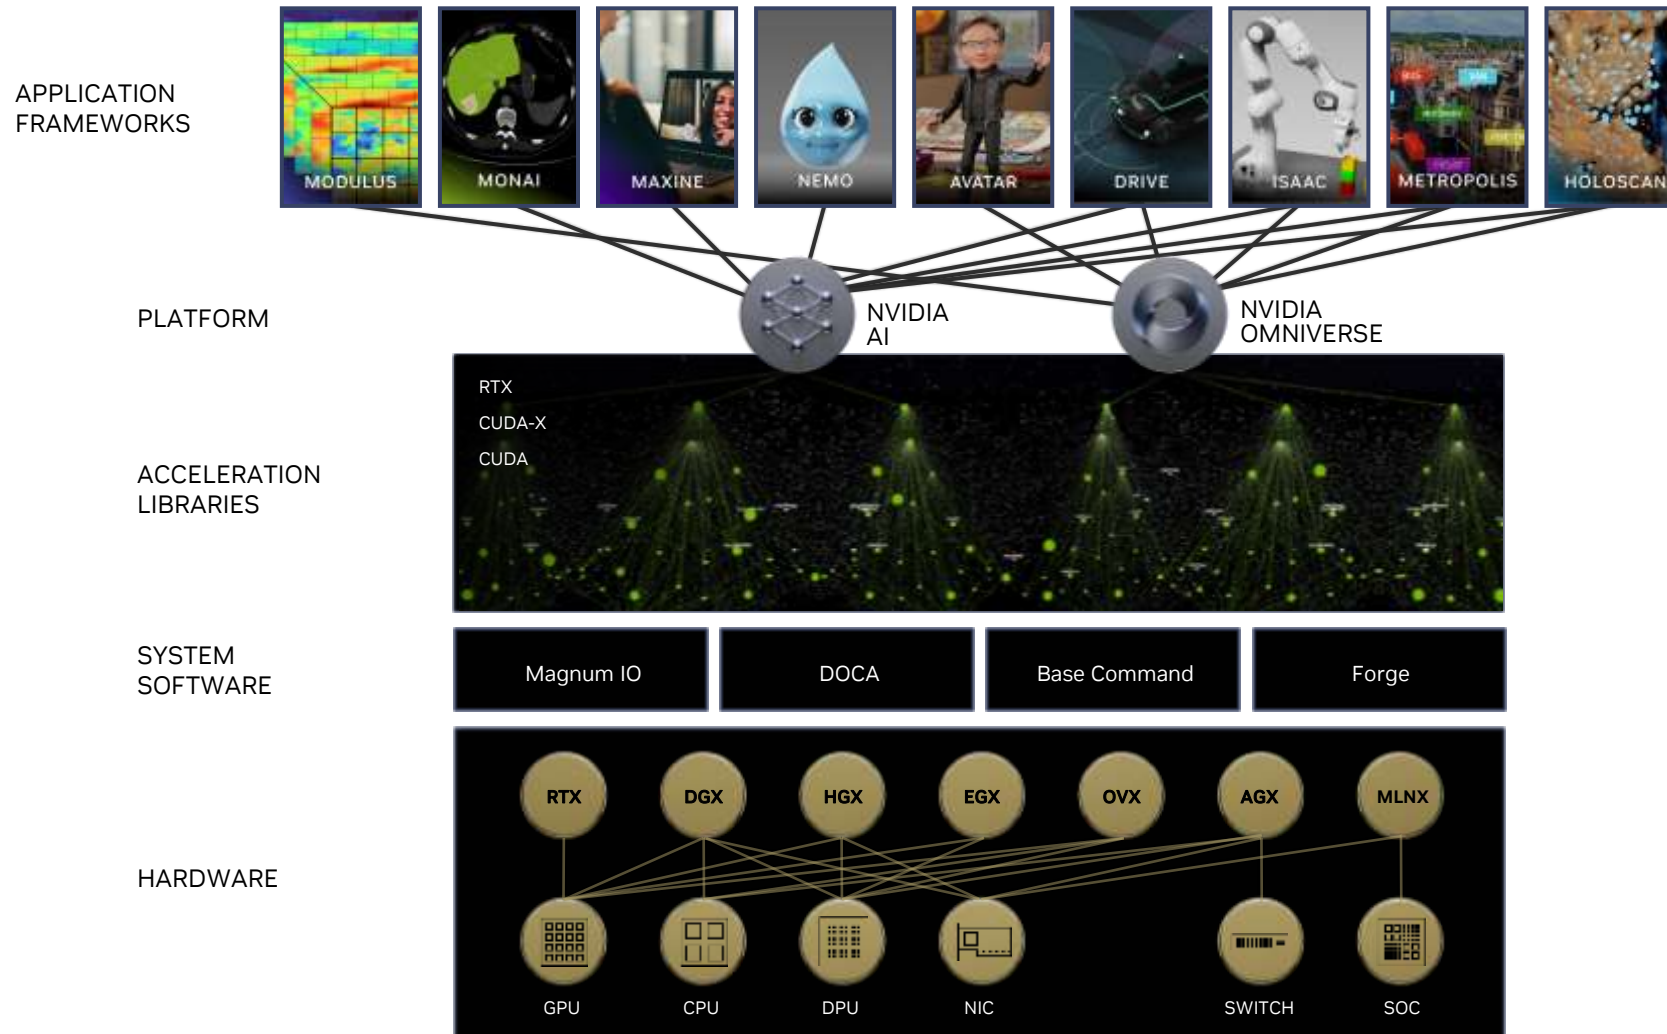 APPLICATION
FRAMEWORKS
MODULUS
MONAI
MAXINE
NEMO
AVATAR
DRIVE
ISAAC
METROPOLIS
HOLOSCAN
PLATFORM
NVIDIA
AI
NVIDIA
OMNIVERSE
ACCELERATION
LIBRARIES
RTX
CUDA-X
CUDA
SYSTEM
SOFTWARE
Magnum IO
DOCA
Base Command
Forge
HARDWARE
RTX
DGX
HGX
EGX
OVX
AGX
MLNX
GPU
CPU
DPU
NIC
SWITCH
SOC